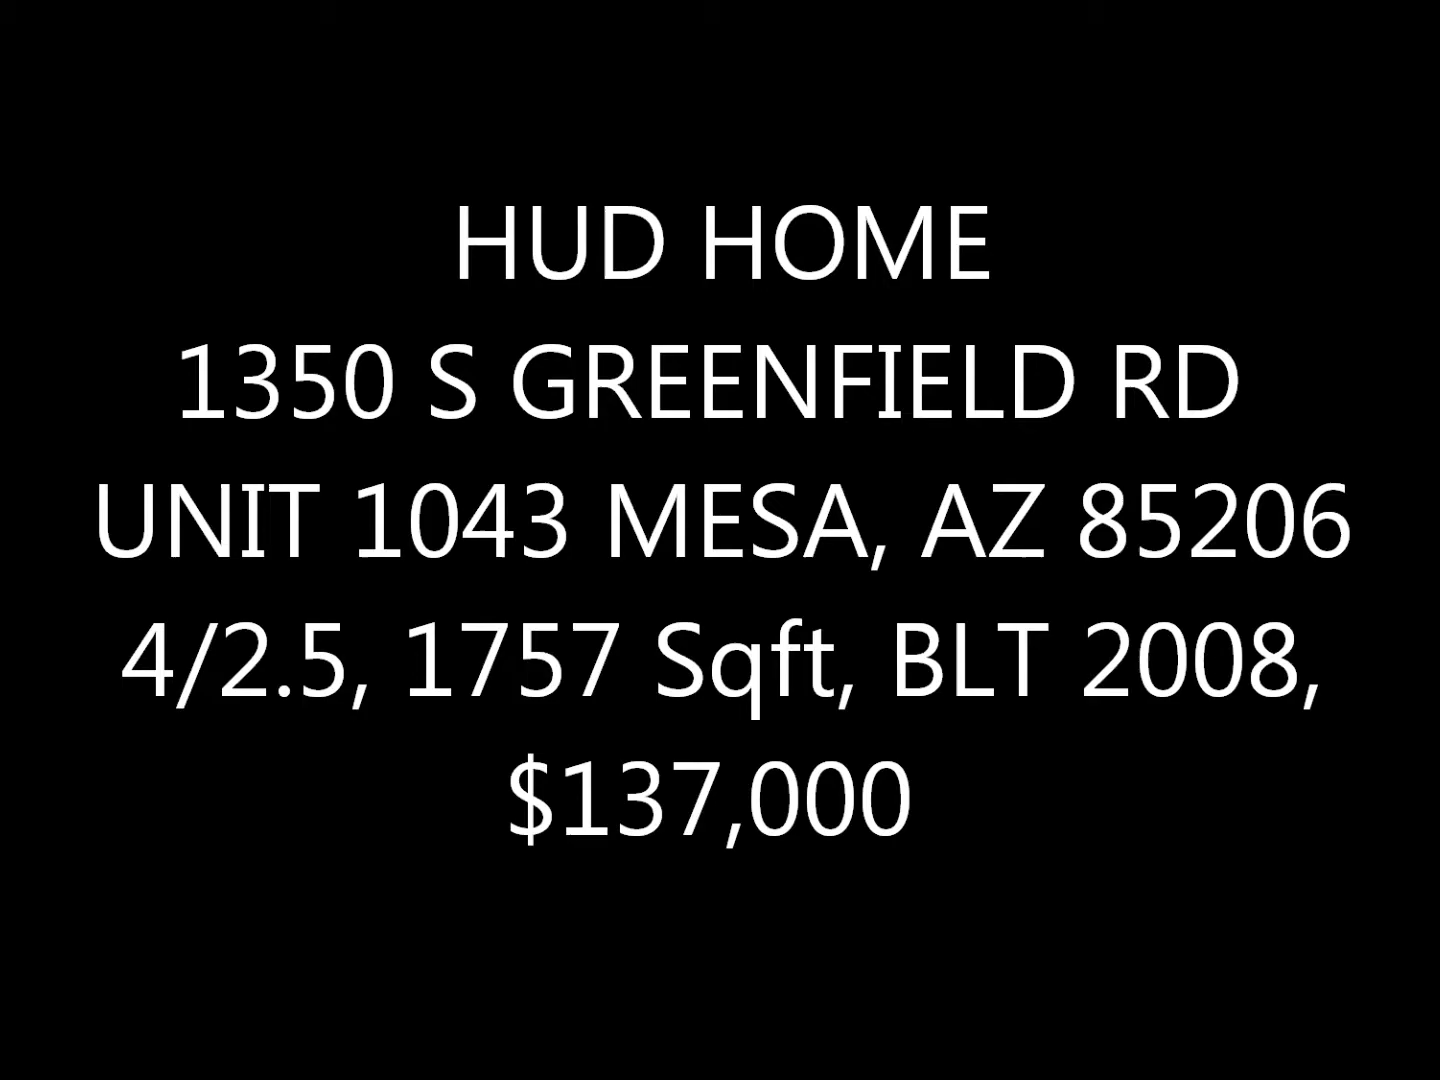 HUD HOME
1350 S GREENFIELD RD
UNIT 1043 MESA, AZ 85206
4/2.5, 1757 Sqft, BLT 2008,
$137,000